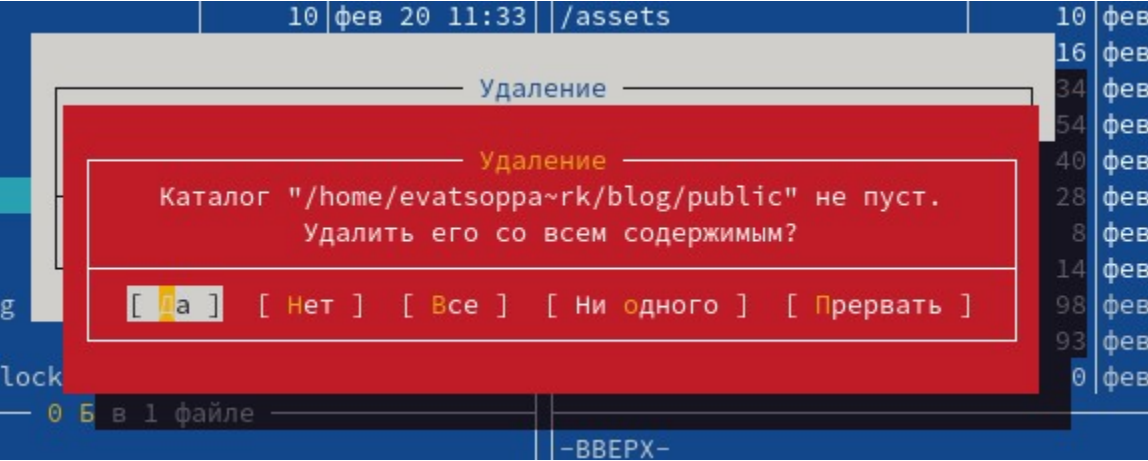 10 фев 20 11:33 /assets 10 фев
16 фев
Удаление
34 фев
54 фев
Удаление
40 фев
Каталог "/home/evatsoppa~rk/blog/public" не пуст.
28 фев
Удалить его со всем содержимым?
8 фев
14 фев
g [ Да ] [ Нет ] [ Все ] [ Ни одного ] [ Прервать ] 98 фев
93 фев
lock 0 фев
0 Б в 1 файле
-ВВЕРХ-